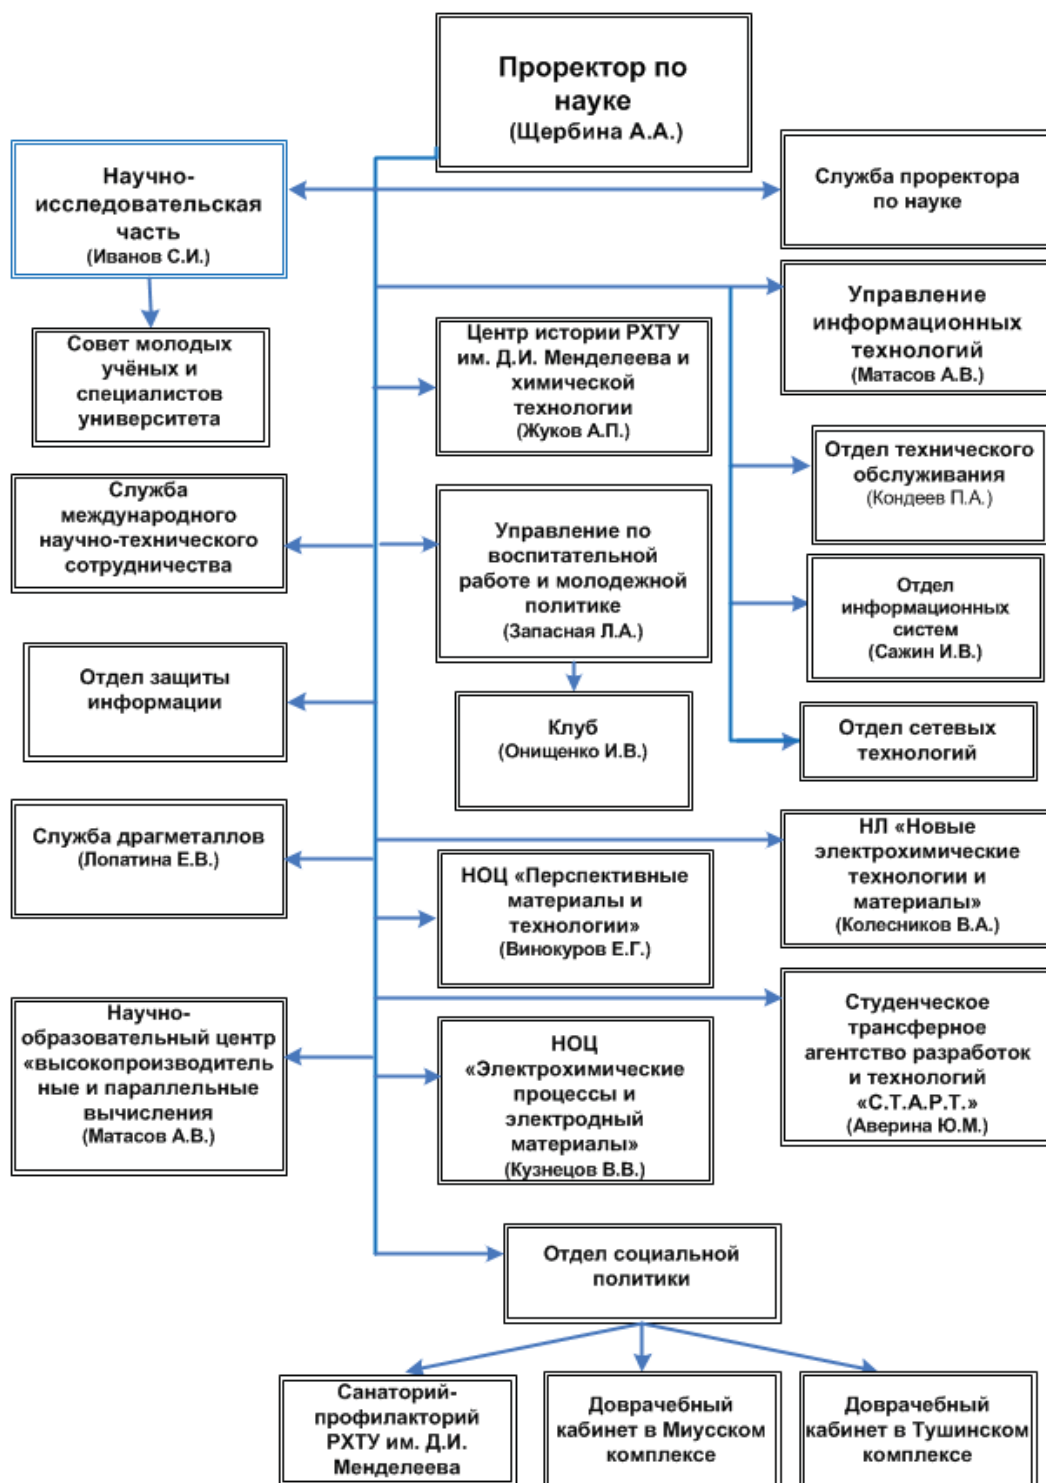 Проректор по
науке
(Щербина А.А.)
Научно-
исследовательская
часть
(Иванов С.И.)
Служба проректора
по науке
Управление
информационных
технологий
(Матасов А.В.)
Совет молодых
учёных и
специалистов
университета
Центр истории РХТУ
им. Д.И. Менделеева и
химической
технологии
(Жуков А.П.)
Отдел технического
обслуживания
(Кондеев П.А.)
Служба
международного
научно-технического
сотрудничества
Управление по
воспитательной
работе и молодежной
политике
(Запасная Л.А.)
Отдел
информационных
систем
(Сажин И.В.)
Отдел защиты
информации
Клуб
(Онищенко И.В.)
Отдел сетевых
технологий
Служба драгметаллов
(Лопатина Е.В.)
НОЦ «Перспективные
материалы и
технологии»
(Винокуров Е.Г.)
НЛ «Новые
электрохимические
технологии и
материалы»
(Колесников В.А.)
Научно-
образовательный центр
«высокопроизводитель
ные и параллельные
вычисления
(Матасов А.В.)
НОЦ
«Электрохимические
процессы и
электродный
материалы»
(Кузнецов В.В.)
Студенческое
трансферное
агентство разработок
и технологий
«С.Т.А.Р.Т.»
(Аверина Ю.М.)
Отдел социальной
политики
Санаторий-
профилакторий
РХТУ им. Д.И.
Менделеева
Доврачебный
кабинет в Миусском
комплексе
Доврачебный
кабинет в Тушинском
комплексе